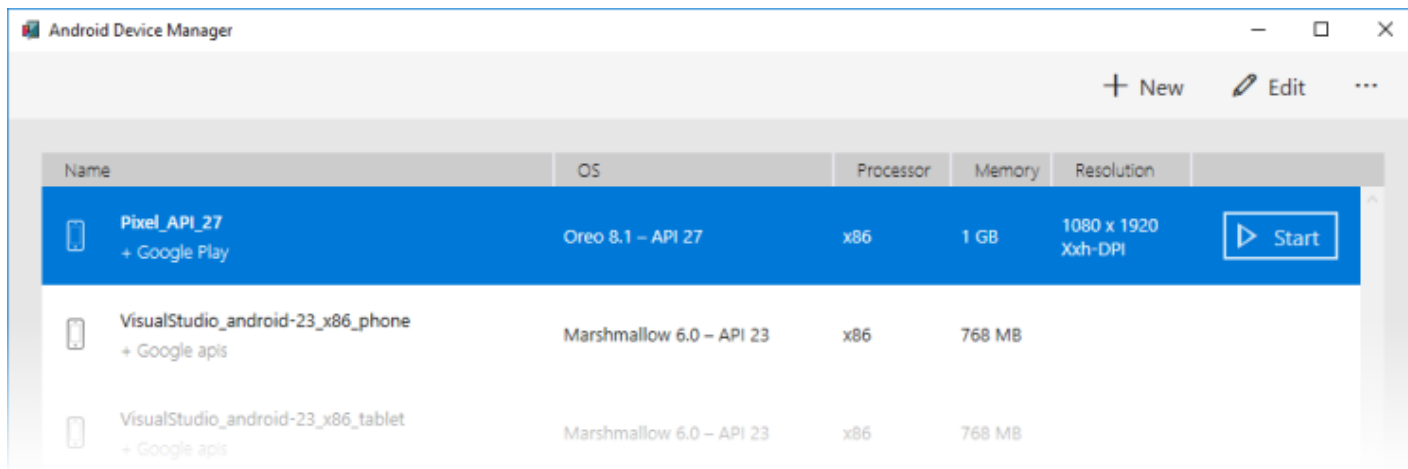 Android Device Manager
+ New Edit ...
Name OS Processor Memory Resolution
Pixel_API_27
+ Google Play
Oreo 8.1 – API 27 x86 1 GB
1080 x 1920
Xxh-DPI
Start
VisualStudio_android-23_x86_phone
+ Google apis
Marshmallow 6.0 – API 23 x86 768 MB
VisualStudio_android-23_x86_tablet
+ Google apis
Marshmallow 6.0 – API 23 x86 768 MB